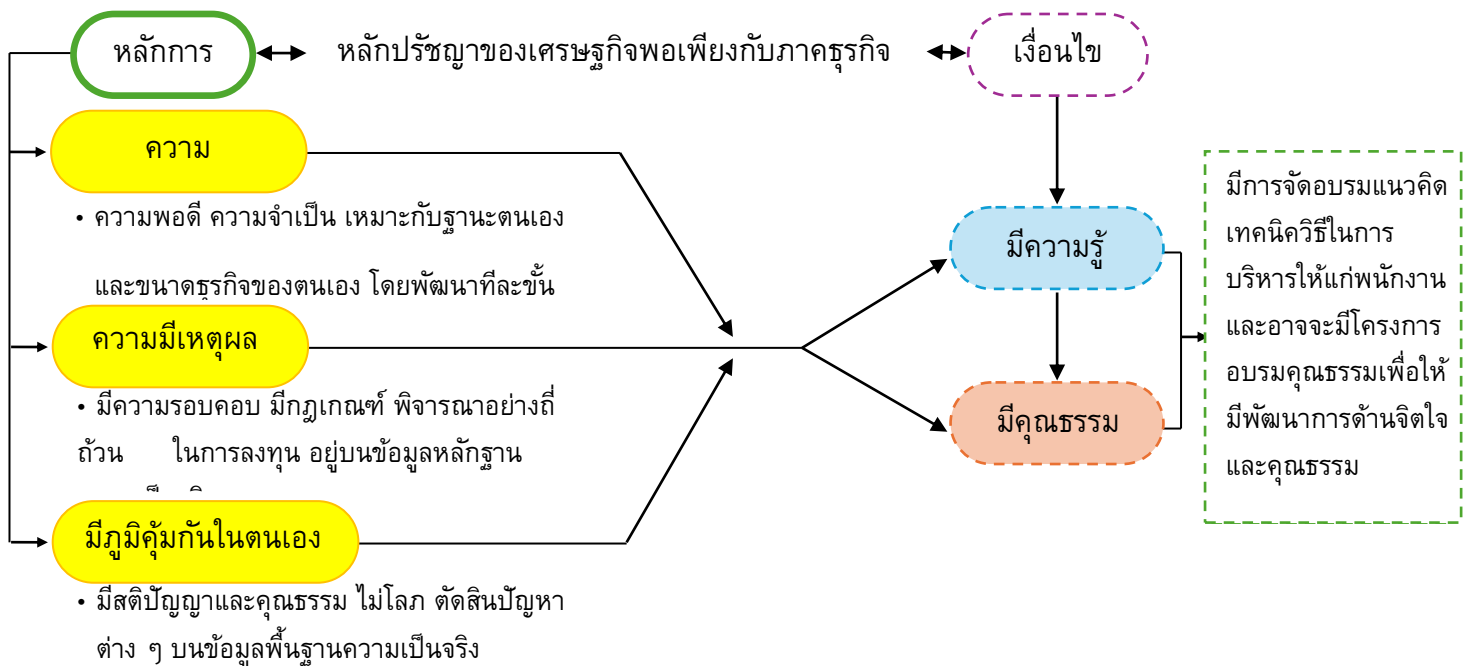 หลักการ
หลักปรัชญาของเศรษฐกิจพอเพียงกับภาคธุรกิจ
เงื่อนไข
ความ
• ความพอดี ความจำเป็น เหมาะกับฐานะตนเอง
และขนาดธุรกิจของตนเอง โดยพัฒนาทีละขั้น
ความมีเหตุผล
• มีความรอบคอบ มีกฎเกณฑ์ พิจารณาอย่างถี่
ถ้วน ในการลงทุน อยู่บนข้อมูลหลักฐาน
มีภูมิคุ้มกันในตนเอง
• มีสติปัญญาและคุณธรรม ไม่โลภ ตัดสินปัญหา
ต่าง ๆ บนข้อมูลพื้นฐานความเป็นจริง
มีความรู้
มีคุณธรรม
มีการจัดอบรมแนวคิด
เทคนิควิธีในการ
บริหารให้แก่พนักงาน
และอาจจะมีโครงการ
อบรมคุณธรรมเพื่อให้
มีพัฒนาการด้านจิตใจ
และคุณธรรม